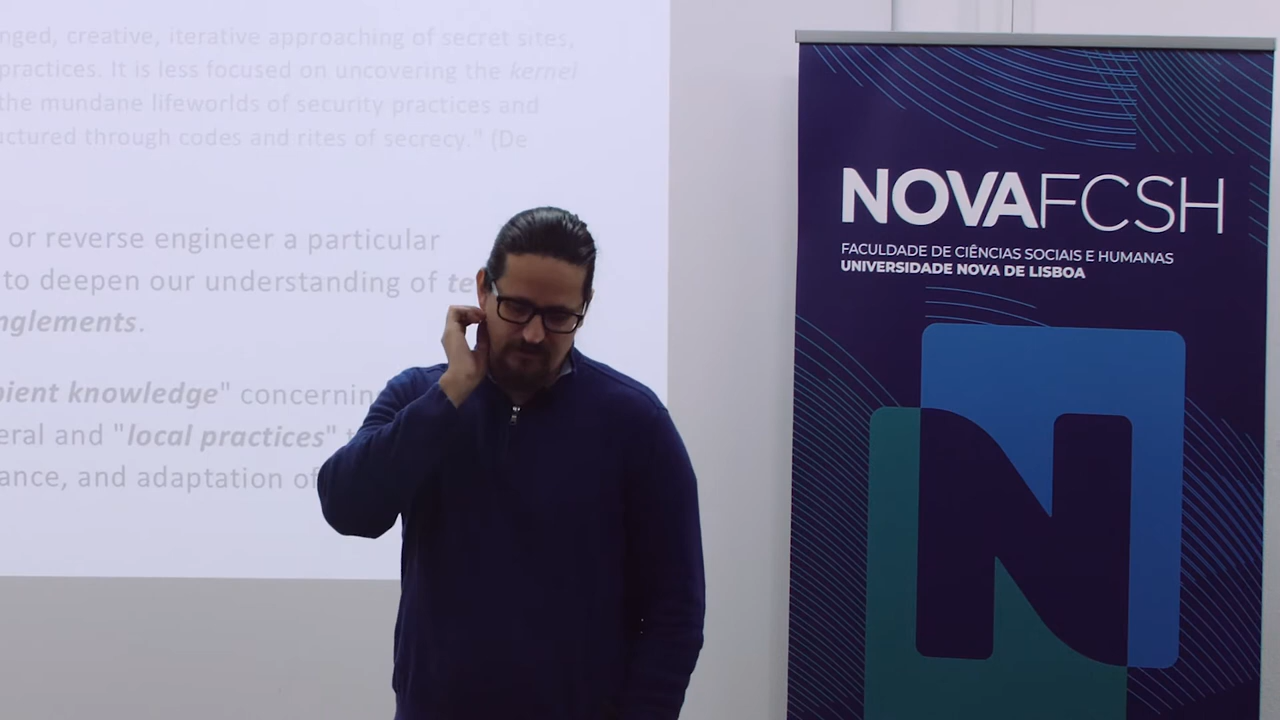 nged, creative, iterative approaching of secret sites,
practices. It is less focused on uncovering the kernel
the mundane lifeworlds of security practices and
uctured through codes and rites of secrecy." (De
or reverse engineer a particular
to deepen our understanding of te
nglements.
bient knowledge" concerning
eral and "local practices" t
ance, and adaptation of
NOVAFCSH
FACULDADE DE CIÊNCIAS SOCIAIS E HUMANAS
UNIVERSIDADE NOVA DE LISBOA
N